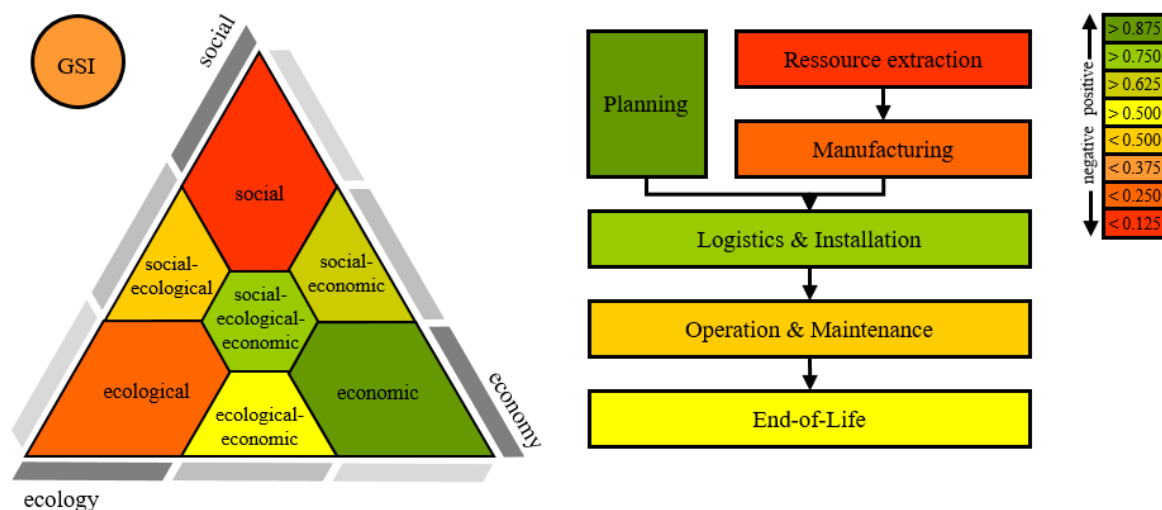 GSI
social
social
social-
ecological
social-
economic
social-
ecological-
economic
ecological
economic
ecological-
economic
economy
ecology
Planning
Ressource extraction
Manufacturing
Logistics & Installation
Operation & Maintenance
End-of-Life
negative positive
> 0.875
> 0.750
> 0.625
> 0.500
< 0.500
< 0.375
< 0.250
< 0.125